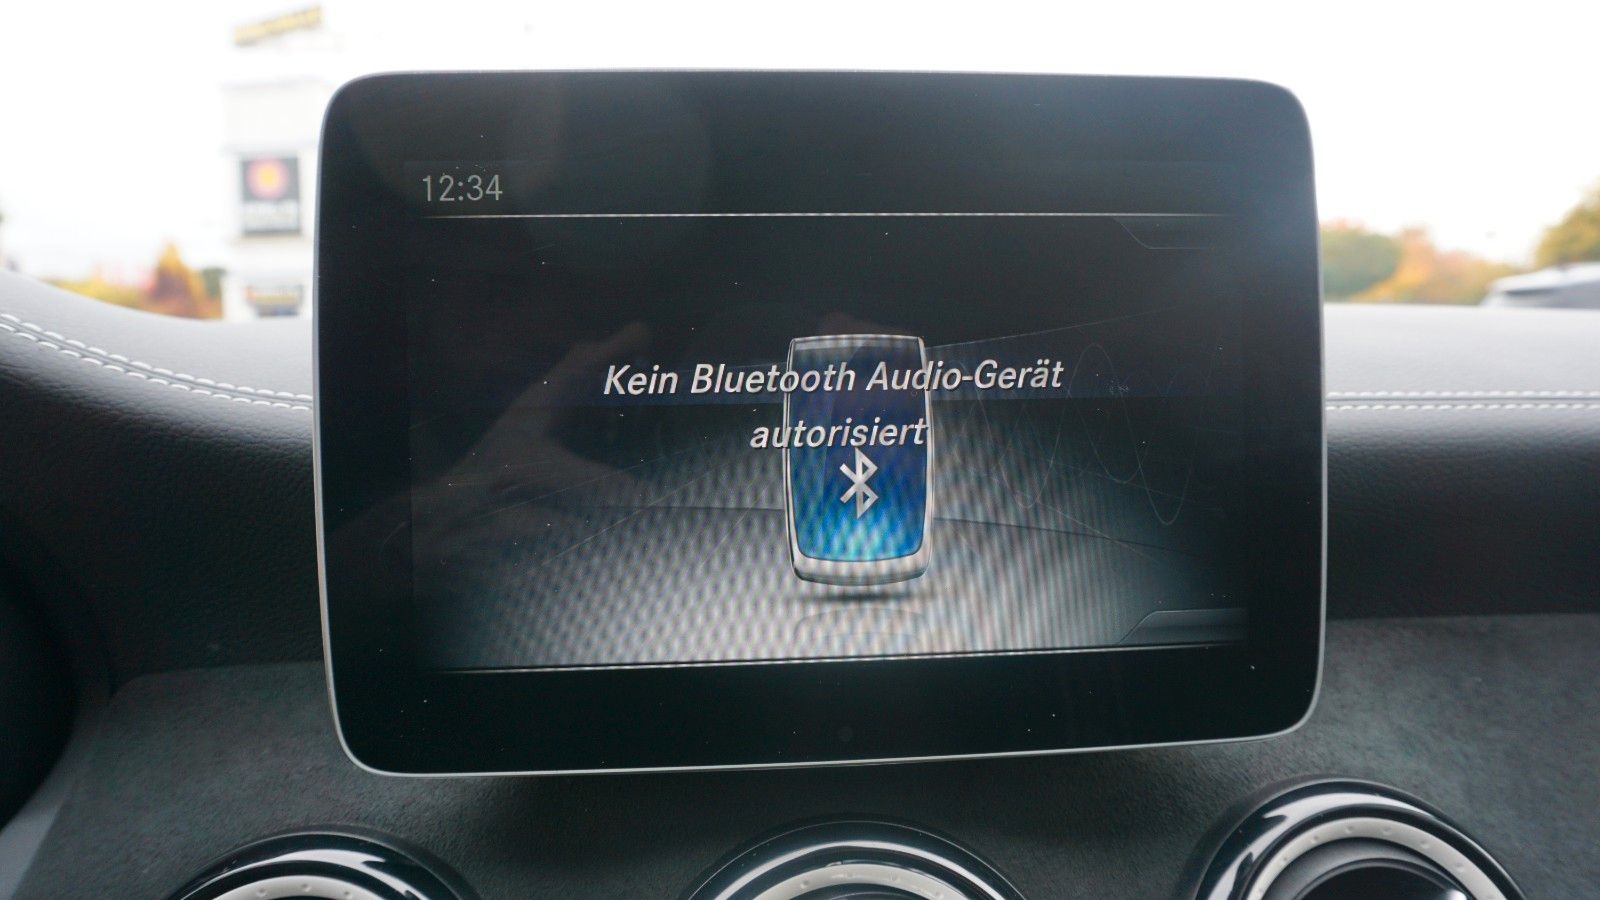 12:34
Kein Bluetooth Audio-Gerät
autorisiert